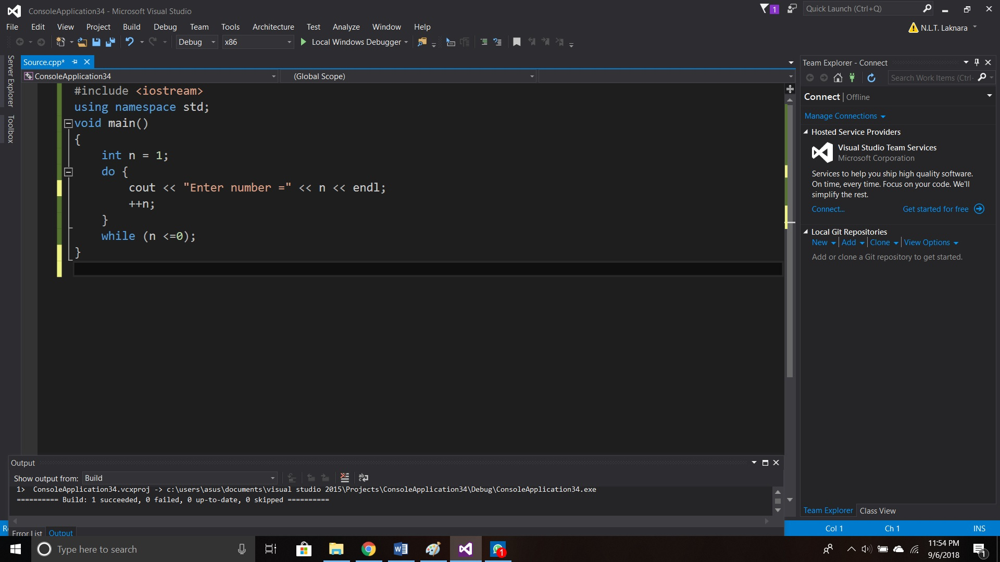 ConsoleApplication34 - Microsoft Visual Studio
1
Quick Launch (Ctrl+Q)
File Edit View Project Build Debug Team Tools Architecture Test Analyze Window Help
N.L.T. Laknara
Debug x86 Local Windows Debugger
Server Explorer
Toolbox
Source.cpp*
ConsoleApplication34 (Global Scope)
#include <iostream>
using namespace std;
void main()
{
int n = 1;
do {
cout << "Enter number =" << n << endl;
++n;
}
while (n <=0);
}
Team Explorer - Connect
Search Work Items (Ctrl-
Connect | Offline
Manage Connections
Hosted Service Providers
Visual Studio Team Services
Microsoft Corporation
Services to help you ship high quality software.
On time, every time. Focus on your code. We'll
simplify the rest.
Connect... Get started for free
Local Git Repositories
New | Add | Clone | View Options
Add or clone a Git repository to get started.
Team Explorer Class View
Output
Show output from: Build
1> ConsoleApplication34.vcxproj -> c:\users\asus\documents\visual studio 2015\Projects\ConsoleApplication34\Debug\ConsoleApplication34.exe
========== Build: 1 succeeded, 0 failed, 0 up-to-date, 0 skipped ==========
Error List Output
Col 1 Ch 1 INS
Type here to search
1
11:54 PM
9/6/2018
1